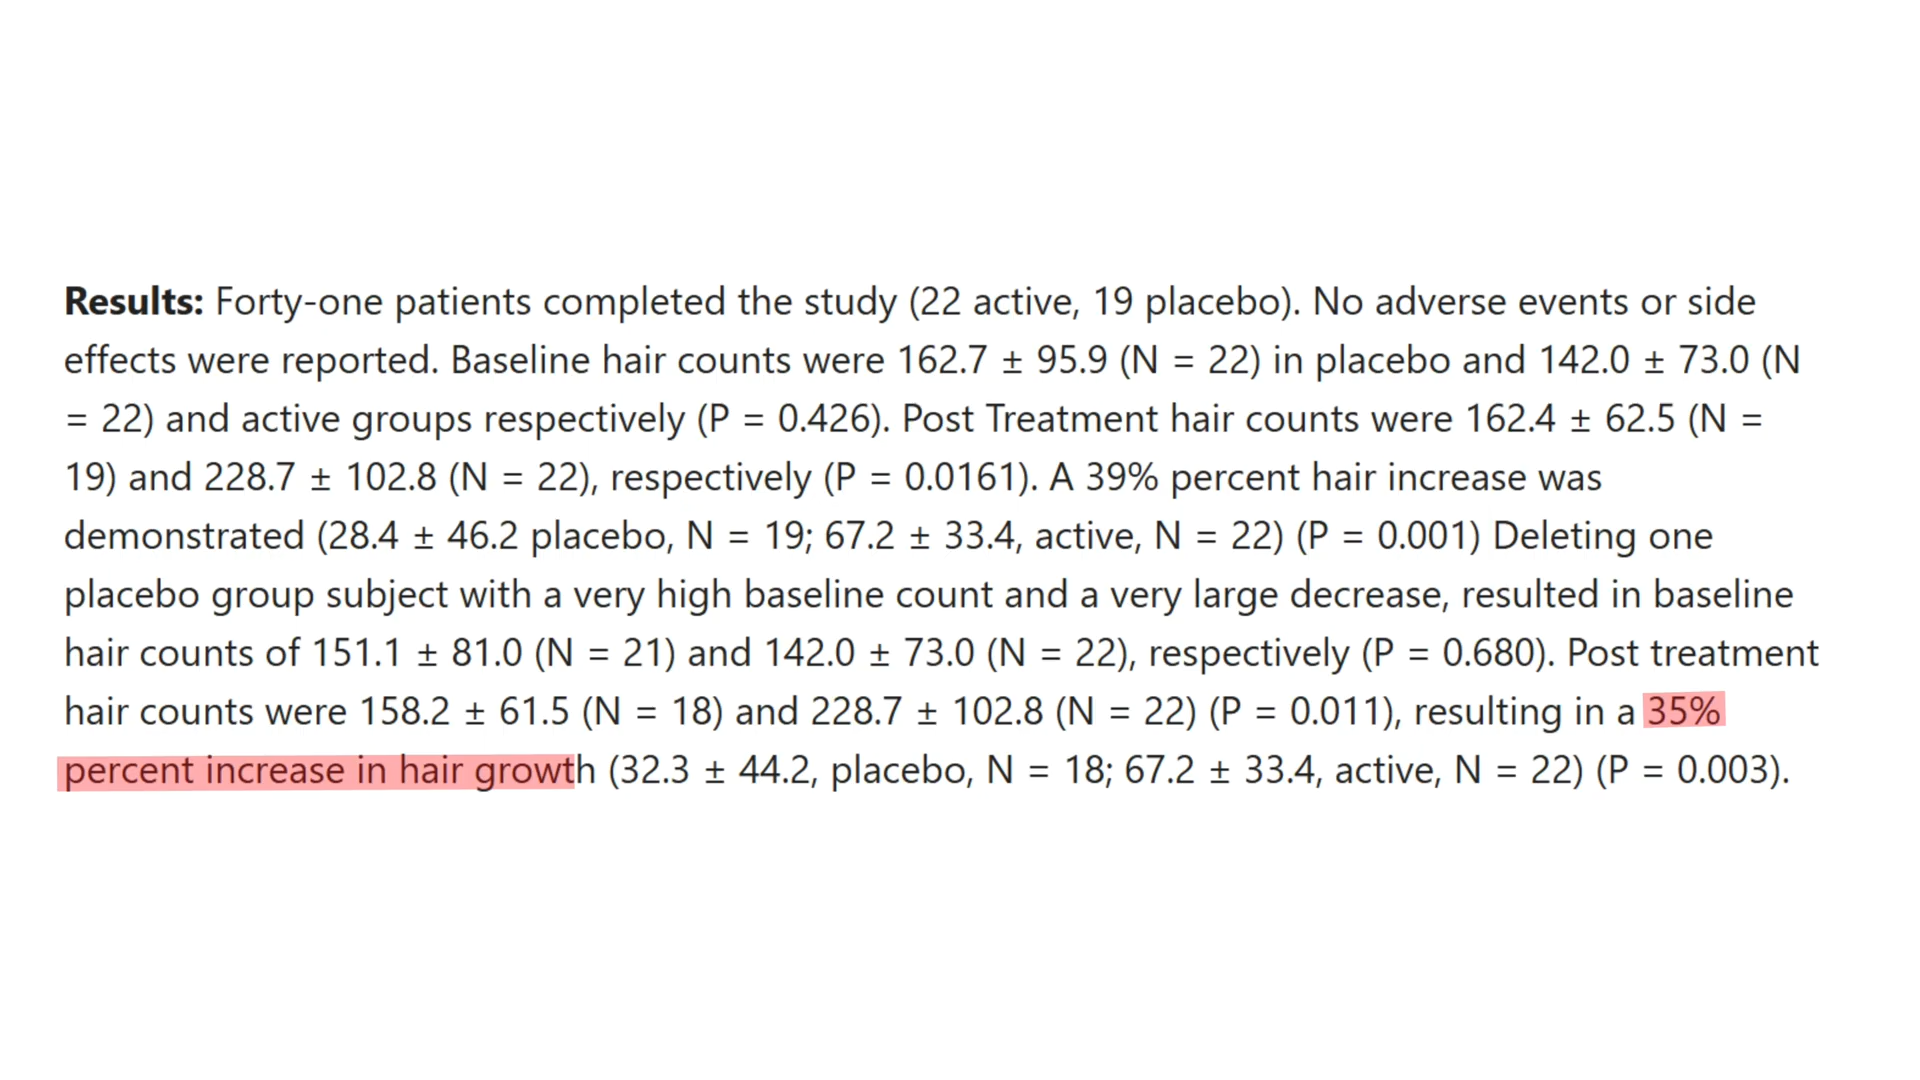 Results: Forty-one patients completed the study (22 active, 19 placebo). No adverse events or side
effects were reported. Baseline hair counts were 162.7 ± 95.9 (N = 22) in placebo and 142.0 ± 73.0 (N
= 22) and active groups respectively (P = 0.426). Post Treatment hair counts were 162.4 ± 62.5 (N =
19) and 228.7 ± 102.8 (N = 22), respectively (P = 0.0161). A 39% percent hair increase was
demonstrated (28.4 ± 46.2 placebo, N = 19; 67.2 ± 33.4, active, N = 22) (P = 0.001) Deleting one
placebo group subject with a very high baseline count and a very large decrease, resulted in baseline
hair counts of 151.1 ± 81.0 (N = 21) and 142.0 ± 73.0 (N = 22), respectively (P = 0.680). Post treatment
hair counts were 158.2 ± 61.5 (N = 18) and 228.7 ± 102.8 (N = 22) (P = 0.011), resulting in a 35%
percent increase in hair growth (32.3 ± 44.2, placebo, N = 18; 67.2 ± 33.4, active, N = 22) (P = 0.003).